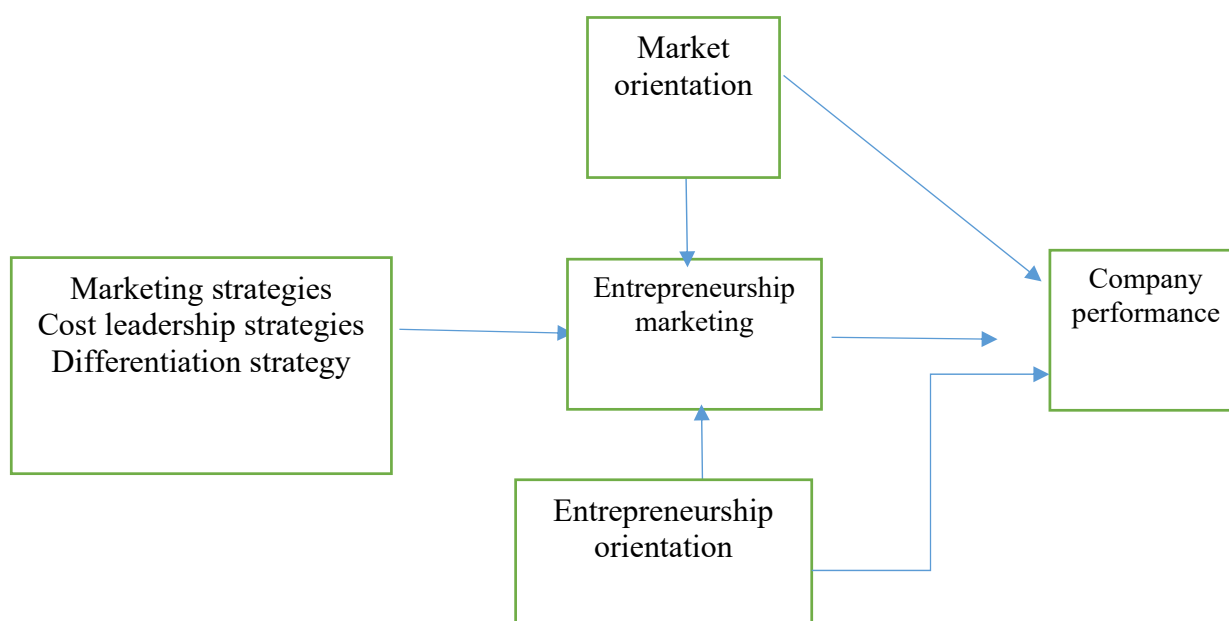 Market
orientation
Marketing strategies
Cost leadership strategies
Differentiation strategy
Entrepreneurship
marketing
Company
performance
Entrepreneurship
orientation